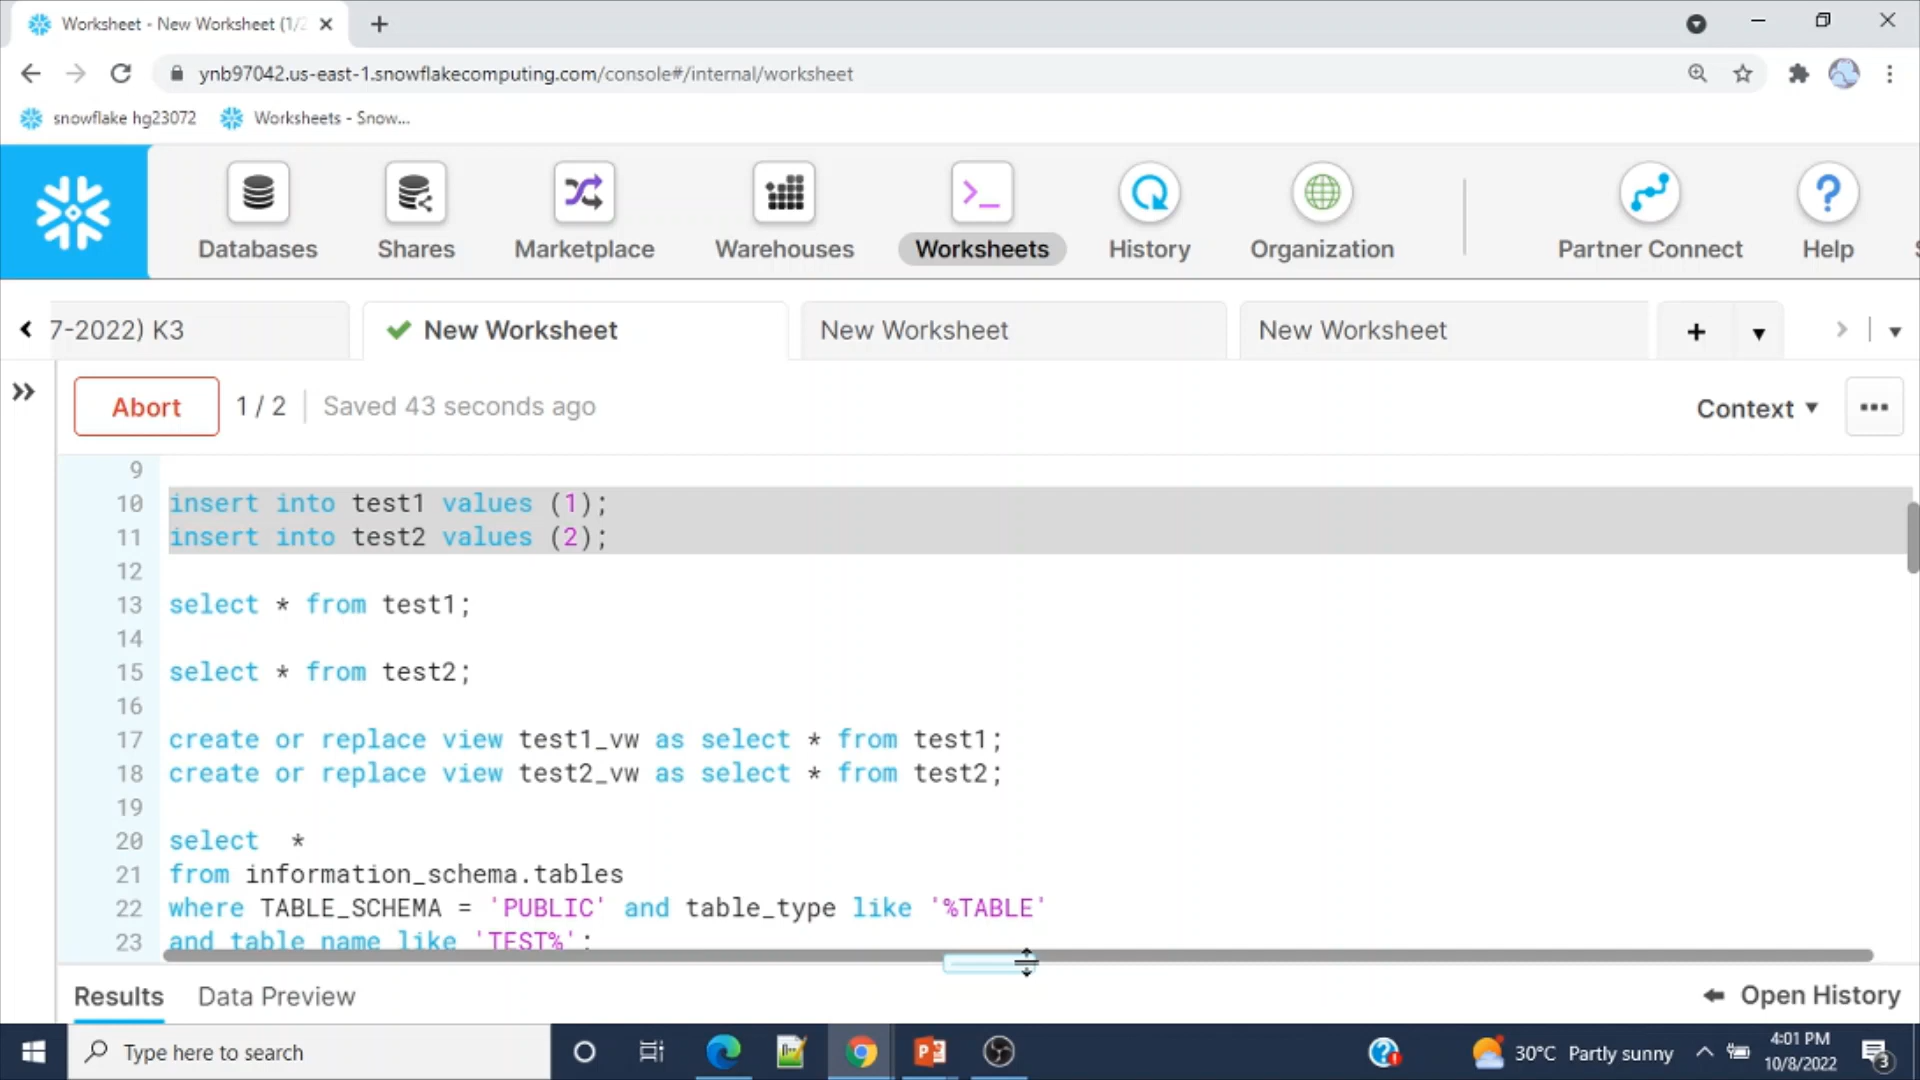 Worksheet - New Worksheet (1/2
ynb97042.us-east-1.snowflakecomputing.com/console#/internal/worksheet
snowflake hg23072
Worksheets - Snow...
Databases
Shares
Marketplace
Warehouses
Worksheets
History
Organization
Partner Connect
Help
7-2022) K3
New Worksheet
New Worksheet
New Worksheet
Abort
1 / 2
Saved 43 seconds ago
Context
9
10 insert into test1 values (1);
11 insert into test2 values (2);
12
13 select * from test1;
14
15 select * from test2;
16
17 create or replace view test1_vw as select * from test1;
18 create or replace view test2_vw as select * from test2;
19
20 select  *
21 from information_schema.tables
22 where TABLE_SCHEMA = 'PUBLIC' and table_type like '%TABLE'
23 and table_name like 'TEST%';
Results
Data Preview
Open History
Type here to search
30°C Partly sunny
4:01 PM
10/8/2022
3